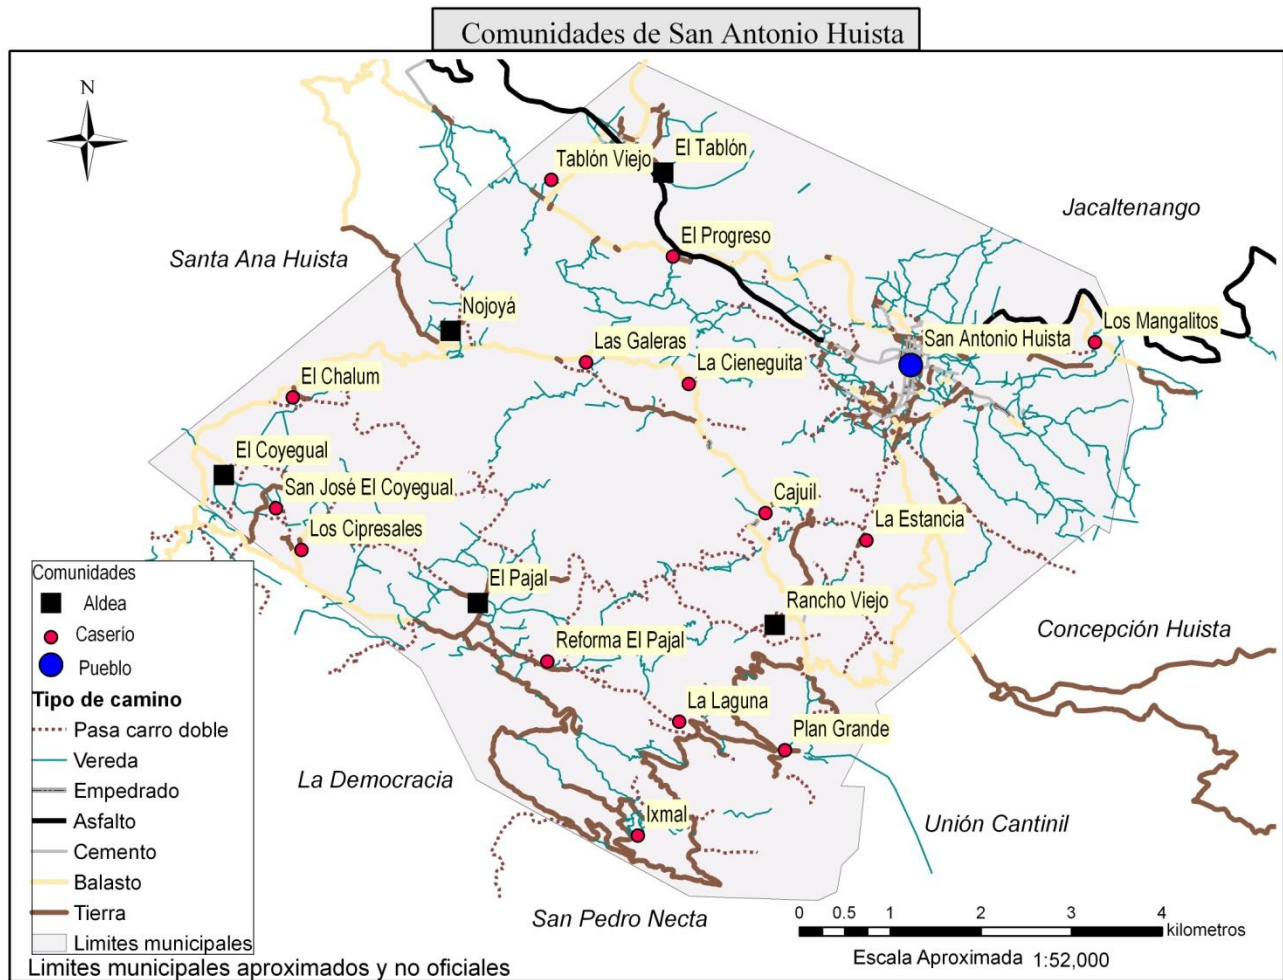 Comunidades de San Antonio Huista
N
El Tablón
Tablón Viejo
Jacaltenango
El Progreso
Santa Ana Huista
Nojoyá
Las Galeras
San Antonio Huista
Los Mangalitos
La Cieneguita
El Chalum
El Coyegual
San José El Coyegual
Cajuil
La Estancia
Los Cipresales
El Pajal
Rancho Viejo
Concepción Huista
Reforma El Pajal
La Laguna
Plan Grande
La Democracia
Ixmal
Unión Cantinil
San Pedro Necta
Comunidades
Aldea
Caserío
Pueblo
Tipo de camino
Pasa carro doble
Vereda
Empedrado
Asfalto
Cemento
Balasto
Tierra
Limites municipales
Limites municipales aproximados y no oficiales
0 0.5 1 2 3 4
kilometros
Escala Aproximada 1:52,000